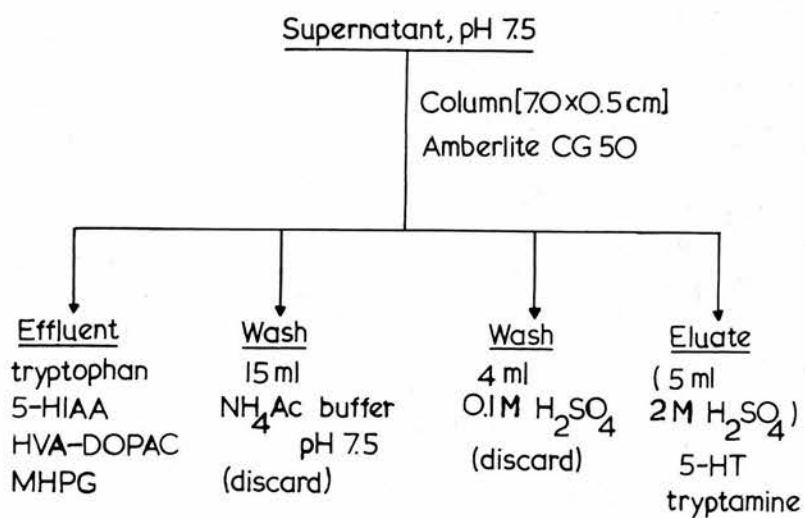 Supernatant, pH 7.5
Column[7.0×0.5cm]
Amberlite CG 50
Effluent
tryptophan
5-HIAA
HVA-DOPAC
MHPG
Wash
15 ml
NH₄Ac buffer
pH 7.5
(discard)
Wash
4 ml
0.1M H₂SO₄
(discard)
Eluate
(5 ml
2M H₂SO₄)
5-HT
tryptamine